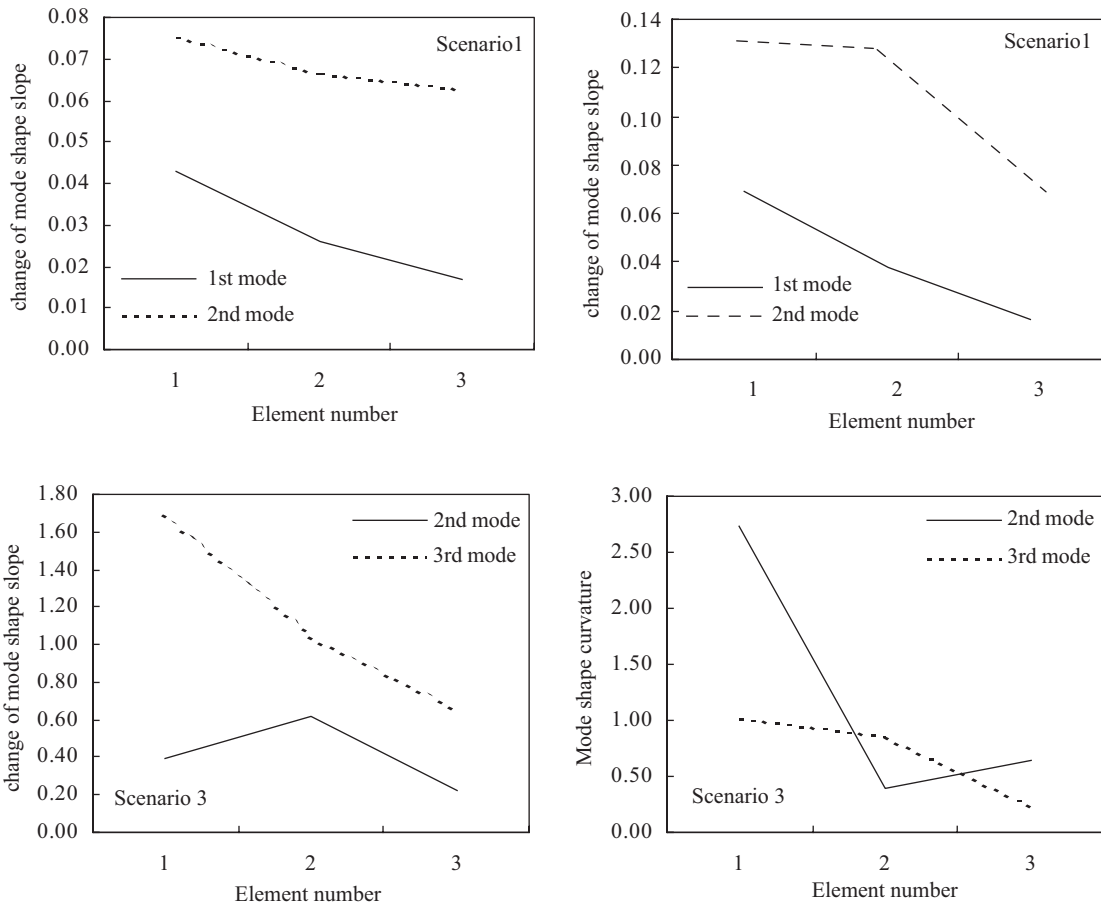 0.08
0.07
0.06
0.05
0.04
0.03
0.02
0.01
0.00
change of mode shape slope
Scenario1
1st mode
2nd mode
1 2 3
Element number
0.14
0.12
0.10
0.08
0.06
0.04
0.02
0.00
change of mode shape slope
Scenario1
1st mode
2nd mode
1 2 3
Element number
1.80
1.60
1.40
1.20
1.00
0.80
0.60
0.40
0.20
0.00
change of mode shape slope
2nd mode
3rd mode
Scenario 3
1 2 3
Element number
3.00
2.50
2.00
1.50
1.00
0.50
0.00
Mode shape curvature
2nd mode
3rd mode
Scenario 3
1 2 3
Element number